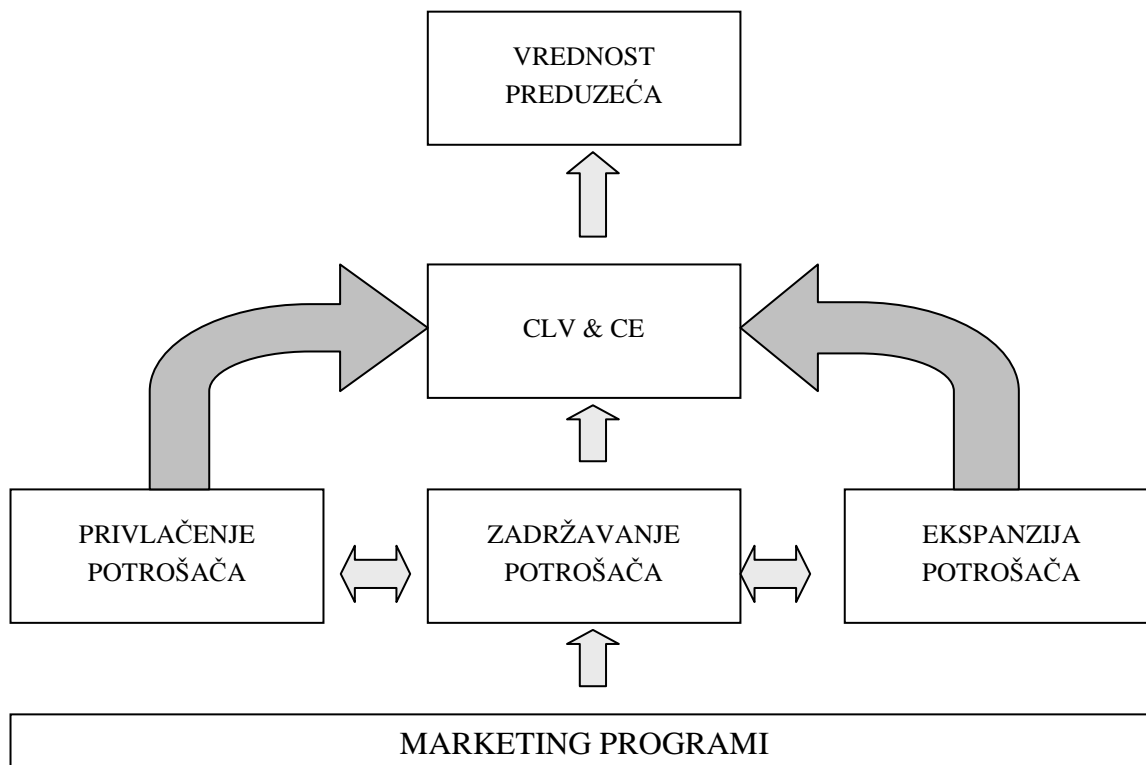 VREDNOST
PREDUZEĆA
CLV & CE
PRIVLAČENJE
POTROŠAČA
ZADRŽAVANJE
POTROŠAČA
EKSPANZIJA
POTROŠAČA
MARKETING PROGRAMI